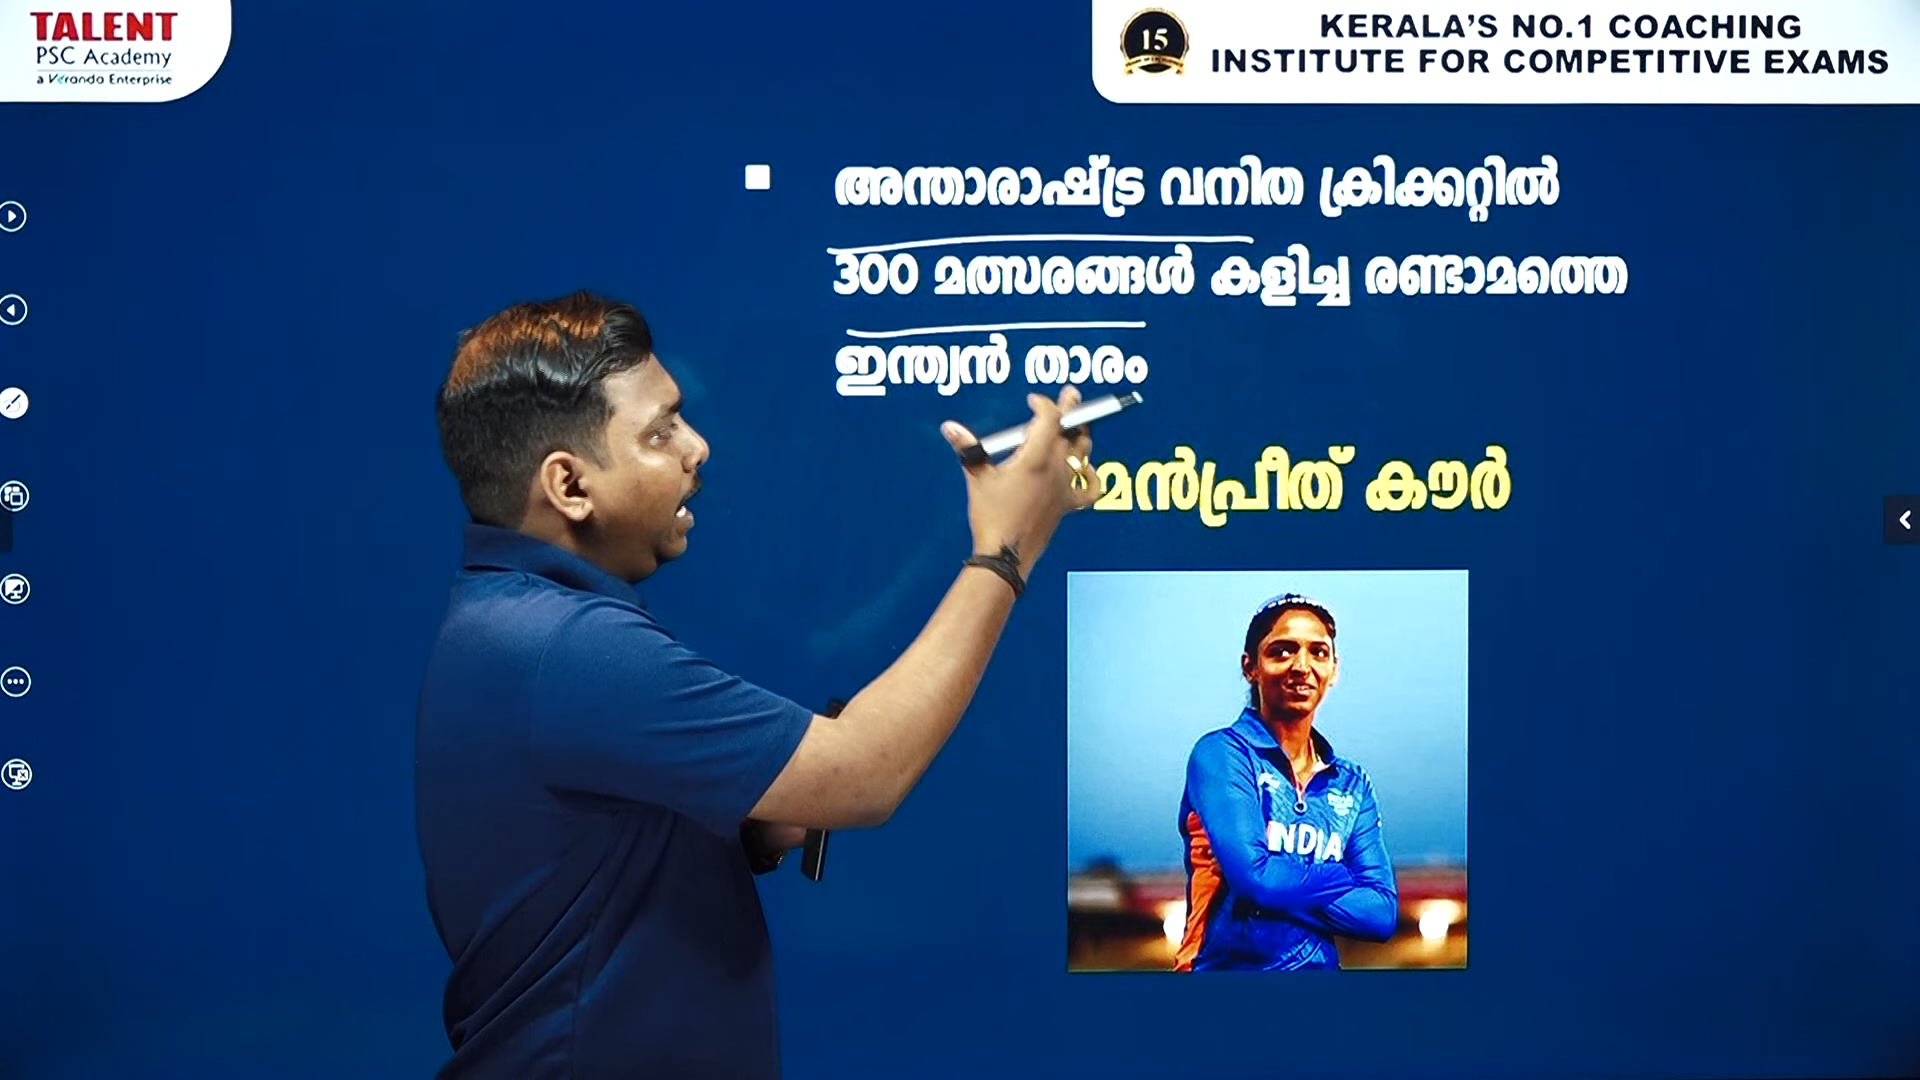 TALENT
PSC Academy
a Veranda Enterprise
15
KERALA'S NO.1 COACHING
INSTITUTE FOR COMPETITIVE EXAMS
അന്താരാഷ്ട്ര വനിത ക്രിക്കറ്റിൽ
300 മത്സരങ്ങൾ കളിച്ച രണ്ടാമത്തെ
ഇന്ത്യൻ താരം
മൻപ്രീത് കൗർ
INDIA